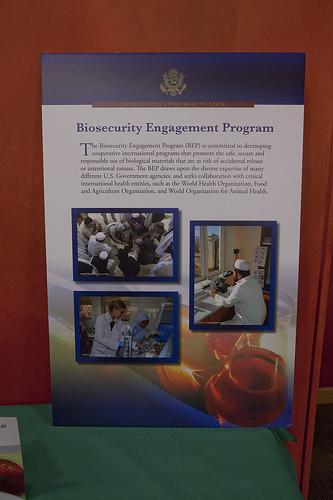 UNITED STATES DEPARTMENT OF STATE
Biosecurity Engagement Program
The Biosecurity Engagement Program (BEP) is committed to developing
cooperative international programs that promote the safe, secure and
responsible use of biological materials that are at risk of accidental release
or intentional misuse. The BEP draws upon the diverse expertise of many
different U.S. Government agencies, and seeks collaboration with critical
international health entities, such as the World Health Organization, Food
and Agriculture Organization, and World Organization for Animal Health.